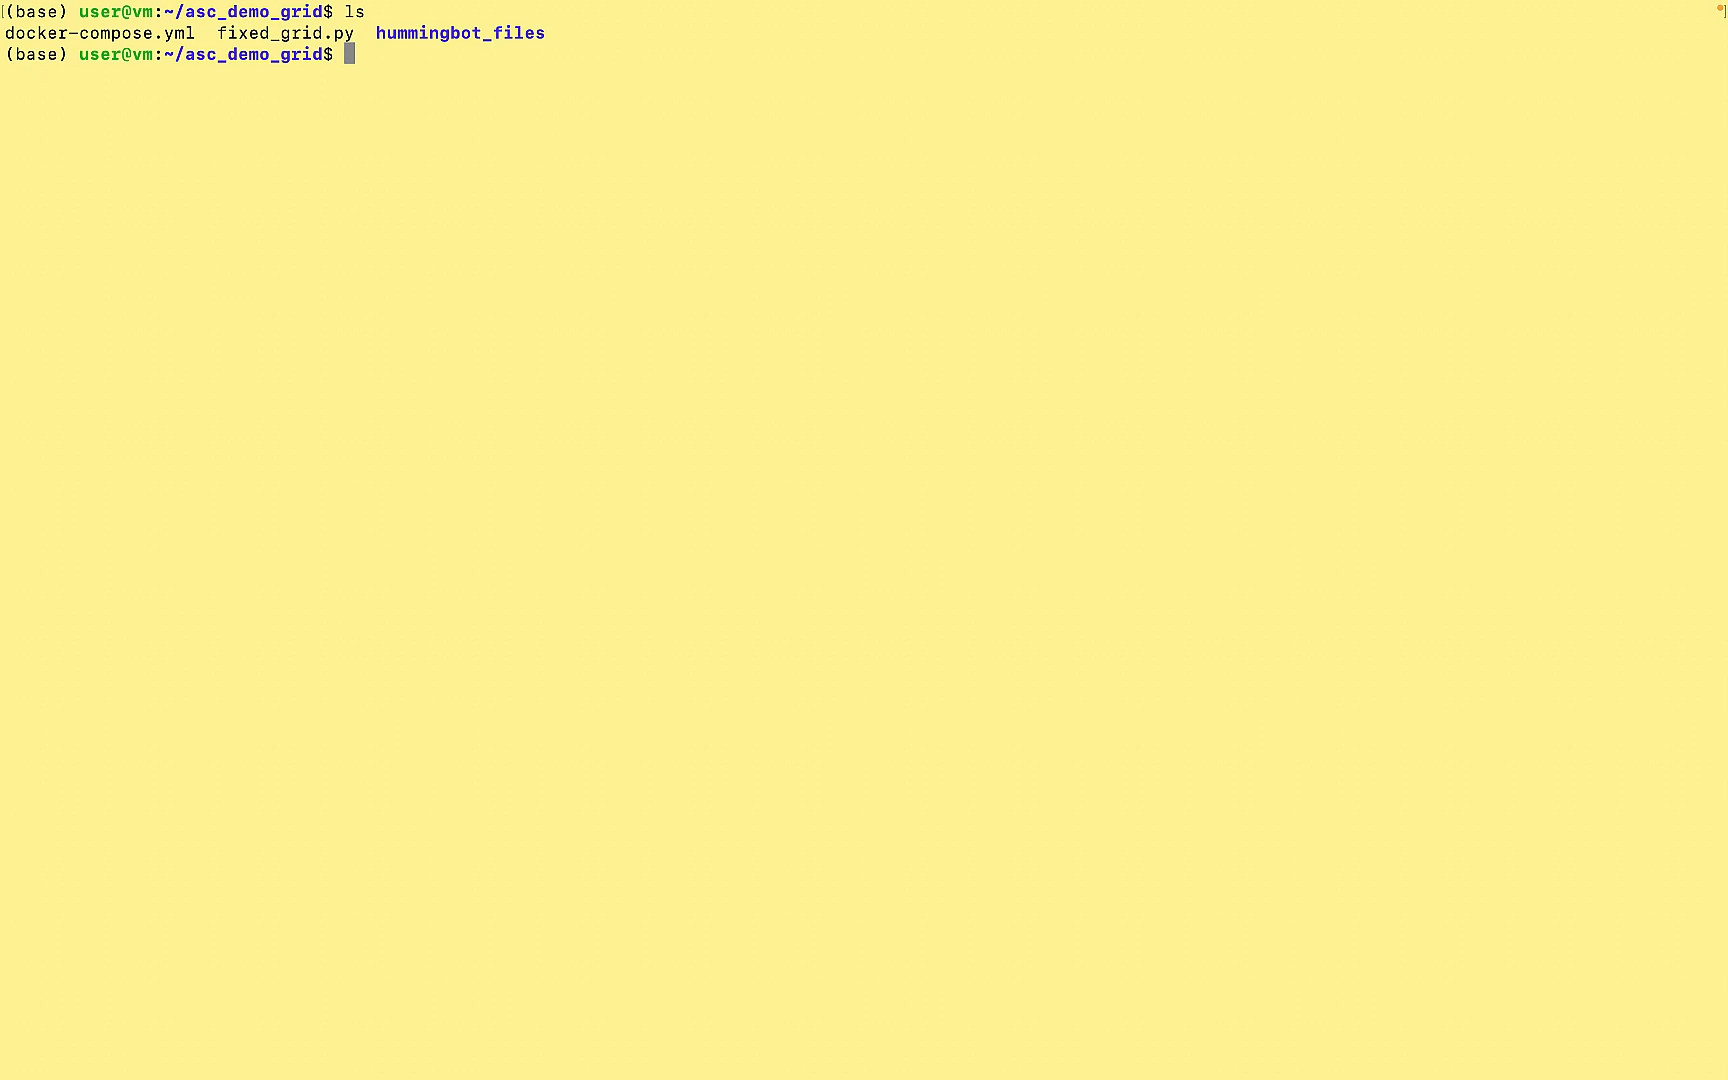 (base) user@vm:~/asc_demo_grid$ ls
docker-compose.yml  fixed_grid.py  hummingbot_files
(base) user@vm:~/asc_demo_grid$